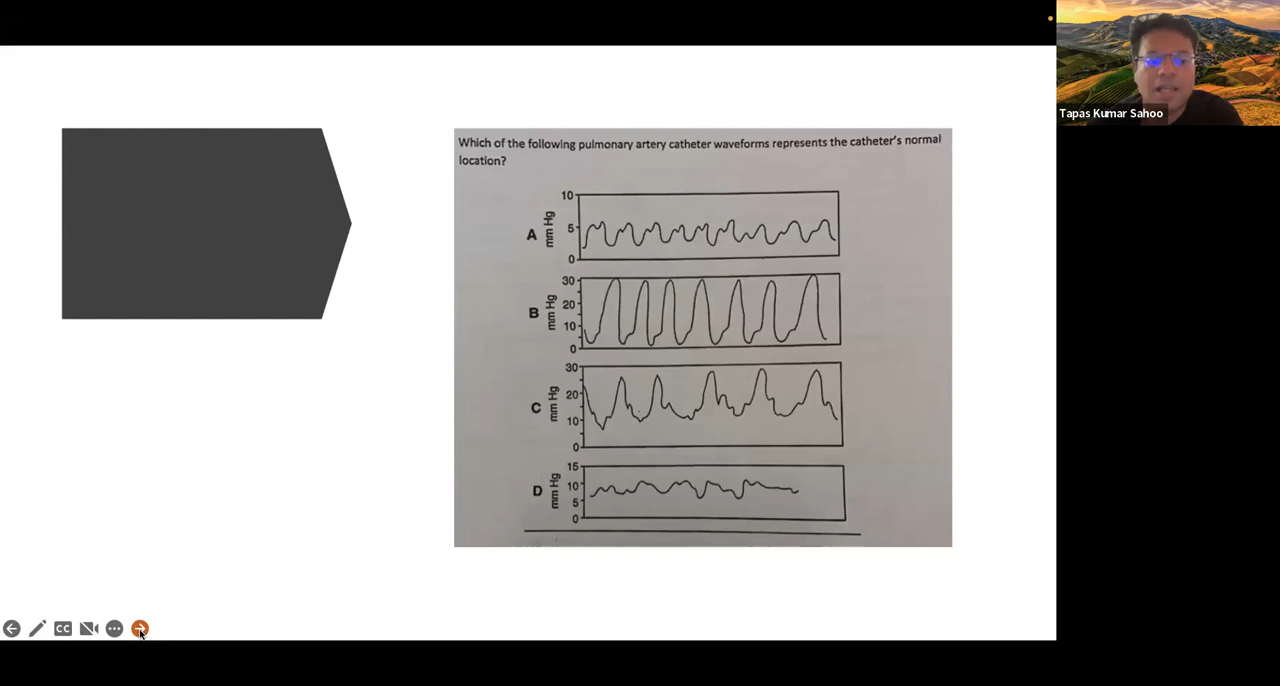 Tapas Kumar Sahoo
Which of the following pulmonary artery catheter waveforms represents the catheter's normal
location?
10
A
mm Hg
5
0
30
B
mm Hg
20
10
0
30
C
mm Hg
20
10
0
15
D
mm Hg
10
5
0
CC